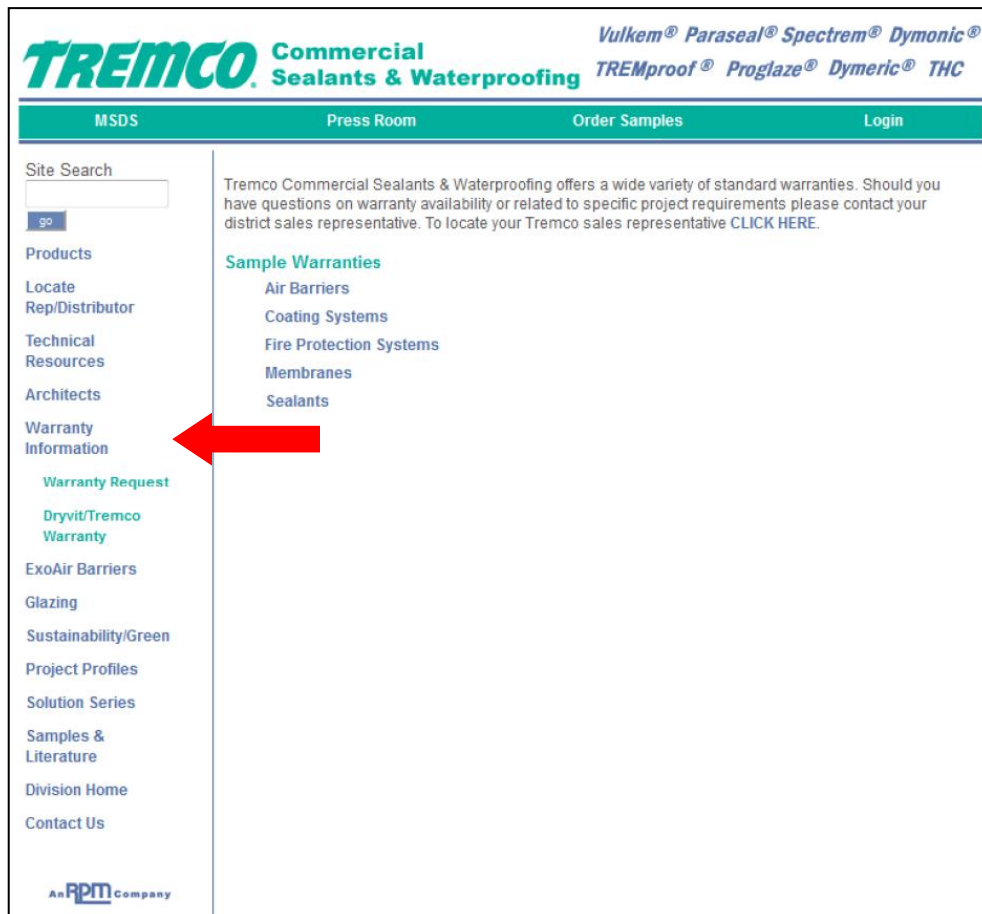 TREMCO. Commercial
Sealants & Waterproofing
Vulkem® Paraseal® Spectrem® Dymonic®
TREMproof® Proglaze® Dymeric® THC
MSDS Press Room Order Samples Login
Site Search
go
Products
Locate
Rep/Distributor
Technical
Resources
Architects
Warranty
Information
Warranty Request
Dryvit/Tremco
Warranty
ExoAir Barriers
Glazing
Sustainability/Green
Project Profiles
Solution Series
Samples &
Literature
Division Home
Contact Us
An RPM Company
Tremco Commercial Sealants & Waterproofing offers a wide variety of standard warranties. Should you
have questions on warranty availability or related to specific project requirements please contact your
district sales representative. To locate your Tremco sales representative CLICK HERE.
Sample Warranties
Air Barriers
Coating Systems
Fire Protection Systems
Membranes
Sealants